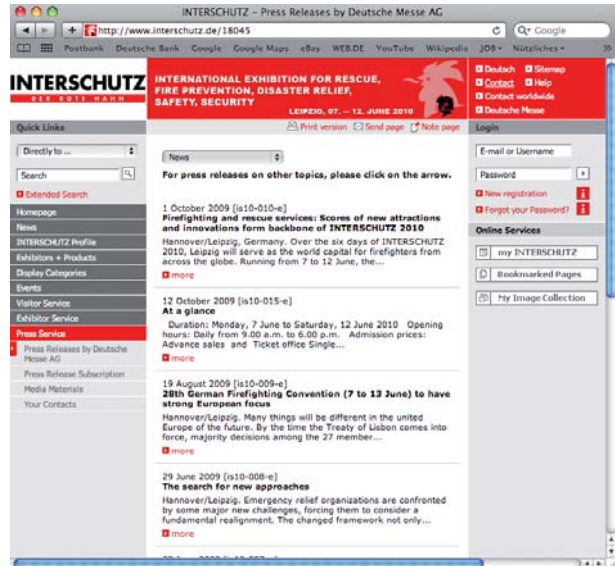 INTERSCHUTZ – Press Releases by Deutsche Messe AG
http://www.interschutz.de/18045
Google
Postbank Deutsche Bank Google Google Maps eBay WEB.DE YouTube Wikipedia JOB Nützliches
INTERSCHUTZ
DER ROTE HAHN
INTERNATIONAL EXHIBITION FOR RESCUE,
FIRE PREVENTION, DISASTER RELIEF,
SAFETY, SECURITY
LEIPZIG, 07. – 12. JUNE 2010
Deutsch Sitemap
Contact Help
Contact worldwide
Deutsche Messe
Print version Send page Note page
Quick Links
Directly to ...
Search
Extended Search
Homepage
News
INTERSCHUTZ Profile
Exhibitors + Products
Display Categories
Events
Visitor Service
Exhibitor Service
Press Service
Press Releases by Deutsche
Messe AG
Press Release Subscription
Media Materials
Your Contacts
News
For press releases on other topics, please click on the arrow.
1 October 2009 [is10-010-e]
Firefighting and rescue services: Scores of new attractions
and innovations form backbone of INTERSCHUTZ 2010
Hannover/Leipzig, Germany. Over the six days of INTERSCHUTZ
2010, Leipzig will serve as the world capital for firefighters from
across the globe. Running from 7 to 12 June, the...
more
12 October 2009 [is10-015-e]
At a glance
Duration: Monday, 7 June to Saturday, 12 June 2010 Opening
hours: Daily from 9.00 a.m. to 6.00 p.m. Admission prices:
Advance sales and Ticket office Single...
more
19 August 2009 [is10-009-e]
28th German Firefighting Convention (7 to 13 June) to have
strong European focus
Hannover/Leipzig. Many things will be different in the united
Europe of the future. By the time the Treaty of Lisbon comes into
force, majority decisions among the 27 member...
more
29 June 2009 [is10-008-e]
The search for new approaches
Hannover/Leipzig. Emergency relief organizations are confronted
by some major new challenges, forcing them to consider a
fundamental realignment. The changed framework not only...
more
Login
E-mail or Username
Password
New registration
Forgot your Password?
Online Services
my INTERSCHUTZ
Bookmarked Pages
My Image Collection